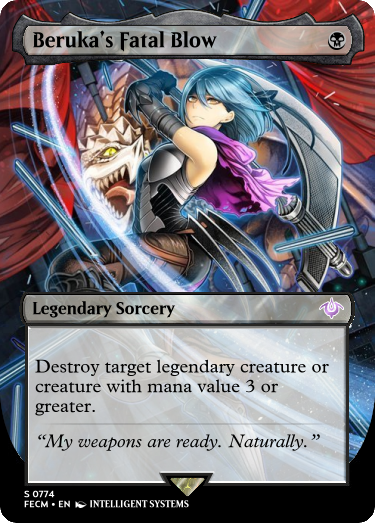 Beruka's Fatal Blow
Legendary Sorcery
Destroy target legendary creature or
creature with mana value 3 or
greater.
“My weapons are ready. Naturally.”
S 0774
FECM • EN INTELLIGENT SYSTEMS